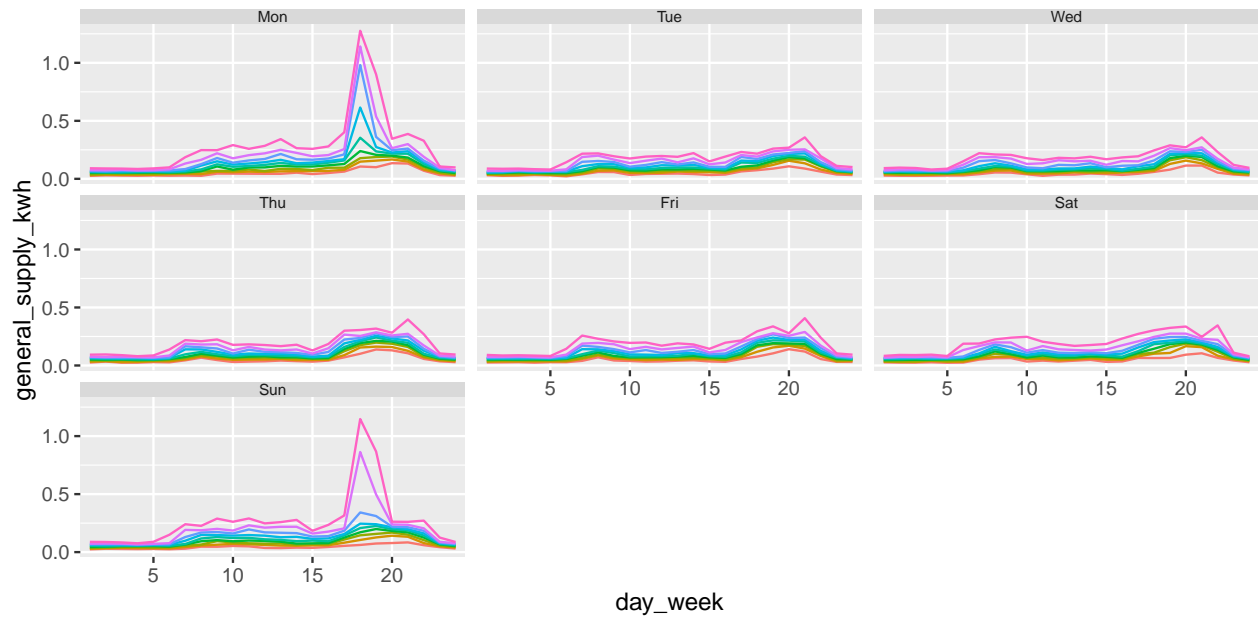 Mon Tue Wed
1.0
0.5
0.0
Thu Fri Sat
1.0
0.5
0.0
5 10 15 20 5 10 15 20
Sun
1.0
0.5
0.0
5 10 15 20
general_supply_kwh
day_week